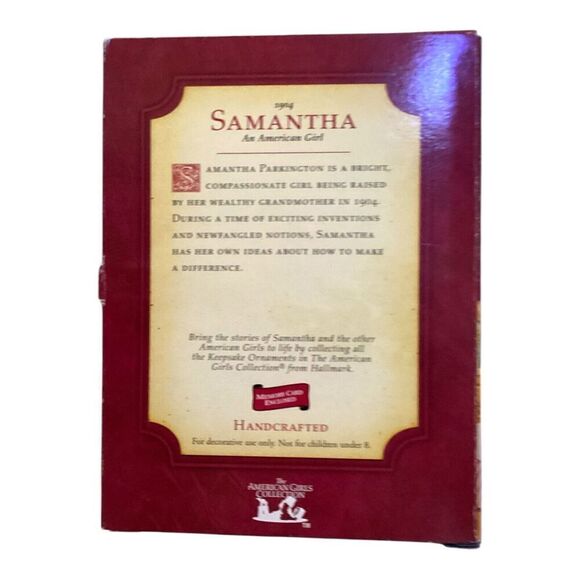 1904
SAMANTHA
An American Girl
SAMANTHA PARKINGTON IS A BRIGHT,
COMPASSIONATE GIRL BEING RAISED
BY HER WEALTHY GRANDMOTHER IN 1904.
DURING A TIME OF EXCITING INVENTIONS
AND NEWFANGLED NOTIONS, SAMANTHA
HAS HER OWN IDEAS ABOUT HOW TO MAKE
A DIFFERENCE.
Bring the stories of Samantha and the other
American Girls to life by collecting all
the Keepsake Ornaments in The American
Girls Collection® from Hallmark.
MEMORY CARD
ENCLOSED
HANDCRAFTED
For decorative use only. Not for children under 8.
The
AMERICAN GIRLS
COLLECTION
TM